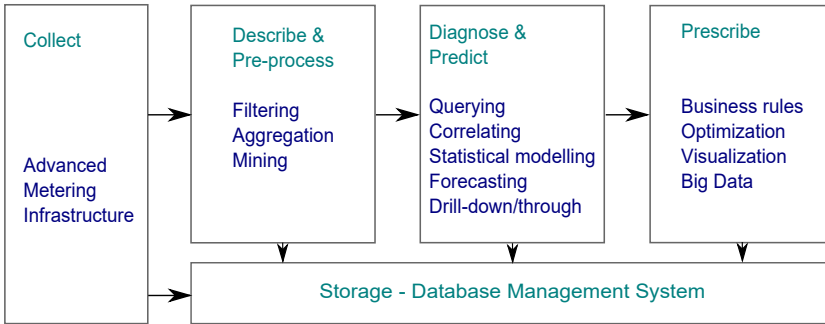 Collect
Advanced
Metering
Infrastructure
Describe &
Pre-process
Filtering
Aggregation
Mining
Diagnose &
Predict
Querying
Correlating
Statistical modelling
Forecasting
Drill-down/through
Prescribe
Business rules
Optimization
Visualization
Big Data
Storage - Database Management System